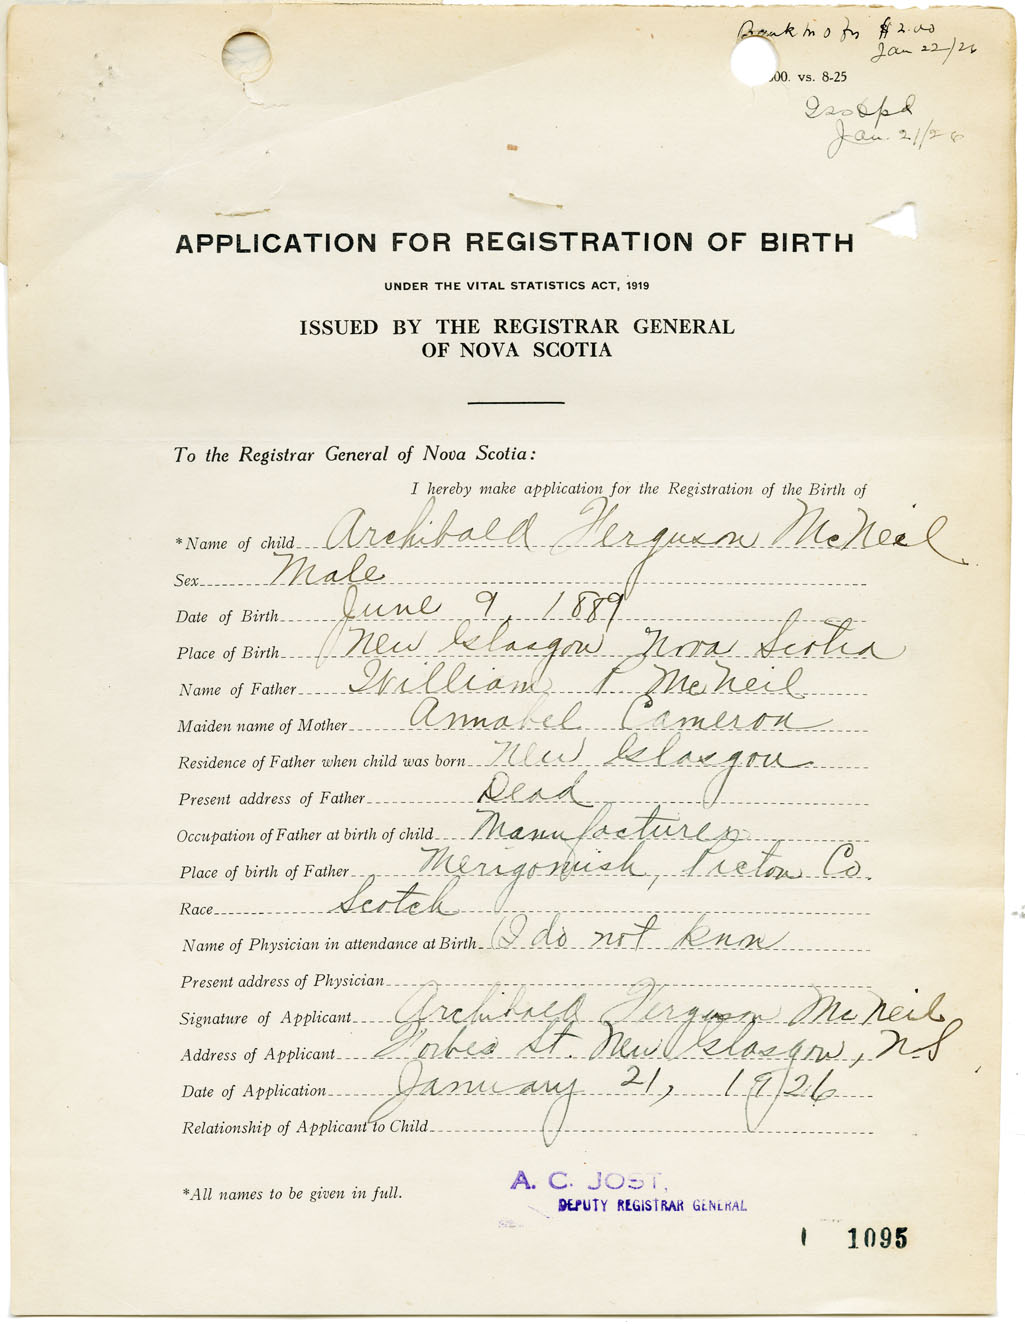 Bank M O for $2.00
Jan 22/26
00. vs. 8-25
Jan. 21/26
APPLICATION FOR REGISTRATION OF BIRTH
UNDER THE VITAL STATISTICS ACT, 1919
ISSUED BY THE REGISTRAR GENERAL
OF NOVA SCOTIA
To the Registrar General of Nova Scotia:
I hereby make application for the Registration of the Birth of
*Name of child Archibald Ferguson McNeil
Sex Male
Date of Birth June 9, 1889
Place of Birth New Glasgow Nova Scotia
Name of Father William P. McNeil
Maiden name of Mother Annabel Cameron
Residence of Father when child was born New Glasgow
Present address of Father Dead
Occupation of Father at birth of child Manufacturer
Place of birth of Father Merigomish, Pictou Co.
Race Scotch
Name of Physician in attendance at Birth I do not know
Present address of Physician
Signature of Applicant Archibald Ferguson McNeil
Address of Applicant Forbes St. New Glasgow, N.S
Date of Application January 21, 1926
Relationship of Applicant to Child
*All names to be given in full.
A. C. JOST,
DEPUTY REGISTRAR GENERAL
1095